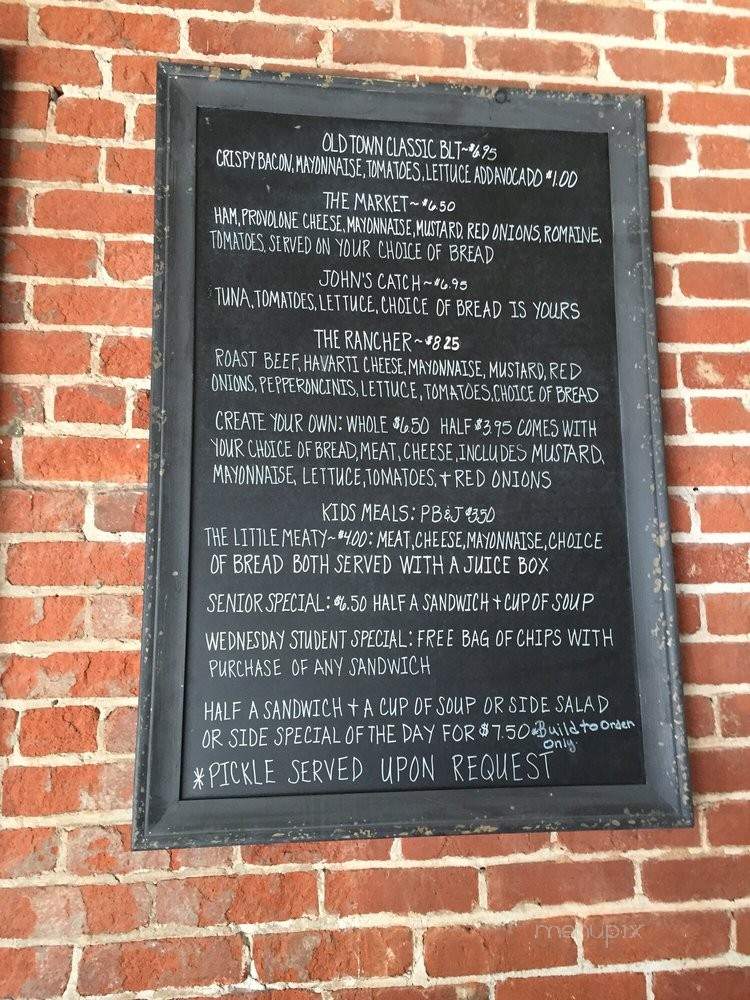 OLD TOWN CLASSIC BLT~$6.95
CRISPY BACON, MAYONNAISE, TOMATOES, LETTUCE ADD AVOCADO $1.00
THE MARKET~$6.50
HAM, PROVOLONE CHEESE, MAYONNAISE, MUSTARD, RED ONIONS, ROMAINE,
TOMATOES, SERVED ON YOUR CHOICE OF BREAD
JOHN'S CATCH~$6.95
TUNA, TOMATOES, LETTUCE, CHOICE OF BREAD IS YOURS
THE RANCHER~$8.25
ROAST BEEF, HAVARTI CHEESE, MAYONNAISE, MUSTARD, RED
ONIONS, PEPPERONCINIS, LETTUCE, TOMATOES, CHOICE OF BREAD
CREATE YOUR OWN: WHOLE $6.50 HALF $3.95 COMES WITH
YOUR CHOICE OF BREAD, MEAT, CHEESE, INCLUDES MUSTARD,
MAYONNAISE, LETTUCE, TOMATOES, + RED ONIONS
KIDS MEALS: PB&J $3.50
THE LITTLE MEATY~$4.00: MEAT, CHEESE, MAYONNAISE, CHOICE
OF BREAD BOTH SERVED WITH A JUICE BOX
SENIOR SPECIAL: $6.50 HALF A SANDWICH + CUP OF SOUP
WEDNESDAY STUDENT SPECIAL: FREE BAG OF CHIPS WITH
PURCHASE OF ANY SANDWICH
HALF A SANDWICH + A CUP OF SOUP OR SIDE SALAD
OR SIDE SPECIAL OF THE DAY FOR $7.50 *Build to Order
only.
*PICKLE SERVED UPON REQUEST
menupix